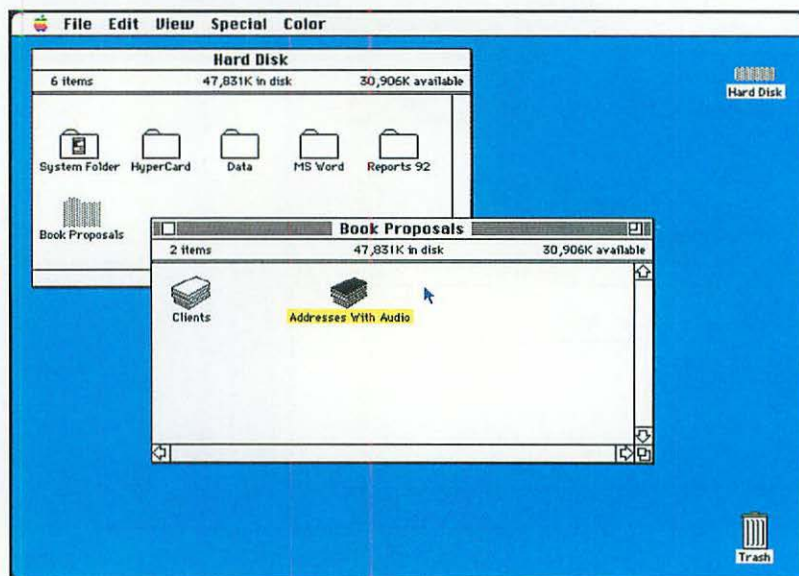 File Edit View Special Color
Hard Disk
6 items 47,831K in disk 30,906K available
Hard Disk
System Folder HyperCard Data MS Word Reports 92
Book Proposals
Book Proposals
2 items 47,831K in disk 30,906K available
Clients Addresses With Audio
Trash